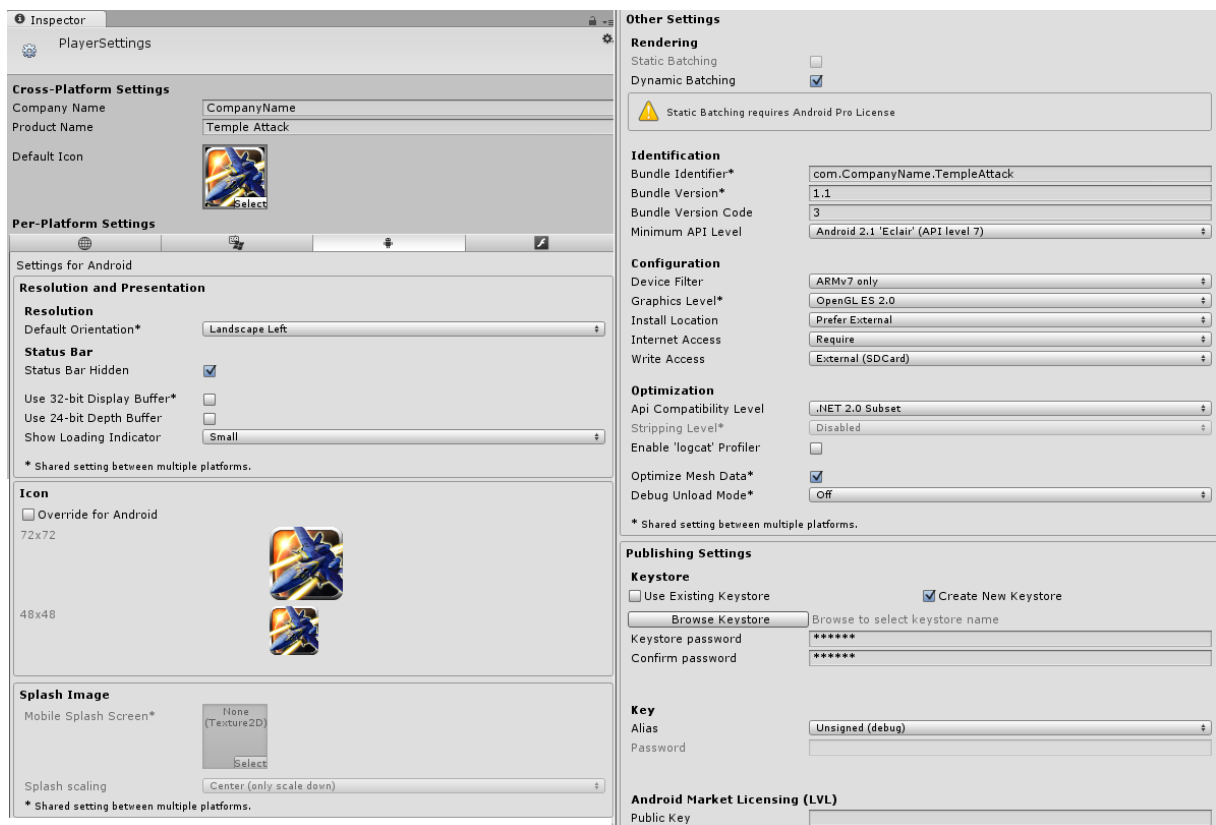 Inspector
PlayerSettings
Cross-Platform Settings
Company Name CompanyName
Product Name Temple Attack
Default Icon
Select
Per-Platform Settings
Settings for Android
Resolution and Presentation
Resolution
Default Orientation* Landscape Left
Status Bar
Status Bar Hidden
Use 32-bit Display Buffer*
Use 24-bit Depth Buffer
Show Loading Indicator Small
* Shared setting between multiple platforms.
Icon
Override for Android
72x72
48x48
Splash Image
Mobile Splash Screen* None
(Texture2D)
Select
Splash scaling Center (only scale down)
* Shared setting between multiple platforms.
Other Settings
Rendering
Static Batching
Dynamic Batching
Static Batching requires Android Pro License
Identification
Bundle Identifier* com.CompanyName.TempleAttack
Bundle Version* 1.1
Bundle Version Code 3
Minimum API Level Android 2.1 'Eclair' (API level 7)
Configuration
Device Filter ARMv7 only
Graphics Level* OpenGL ES 2.0
Install Location Prefer External
Internet Access Require
Write Access External (SDCard)
Optimization
Api Compatibility Level .NET 2.0 Subset
Stripping Level* Disabled
Enable 'logcat' Profiler
Optimize Mesh Data*
Debug Unload Mode* Off
* Shared setting between multiple platforms.
Publishing Settings
Keystore
Use Existing Keystore Create New Keystore
Browse Keystore Browse to select keystore name
Keystore password ******
Confirm password ******
Key
Alias Unsigned (debug)
Password
Android Market Licensing (LVL)
Public Key